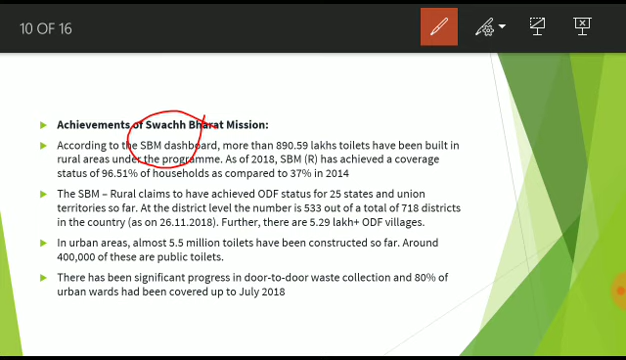 10 OF 16
Achievements of Swachh Bharat Mission:
According to the SBM dashboard, more than 890.59 lakhs toilets have been built in
rural areas under the programme. As of 2018, SBM (R) has achieved a coverage
status of 96.51% of households as compared to 37% in 2014
The SBM – Rural claims to have achieved ODF status for 25 states and union
territories so far. At the district level the number is 533 out of a total of 718 districts
in the country (as on 26.11.2018). Further, there are 5.29 lakh+ ODF villages.
In urban areas, almost 5.5 million toilets have been constructed so far. Around
400,000 of these are public toilets.
There has been significant progress in door-to-door waste collection and 80% of
urban wards had been covered up to July 2018